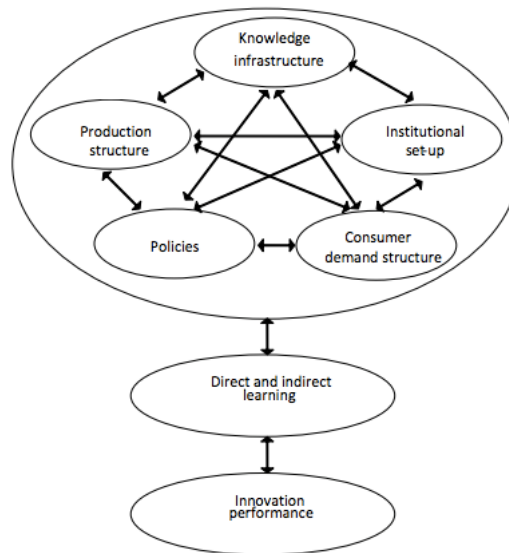 Knowledge
infrastructure
Production
structure
Institutional
set-up
Policies
Consumer
demand structure
Direct and indirect
learning
Innovation
performance